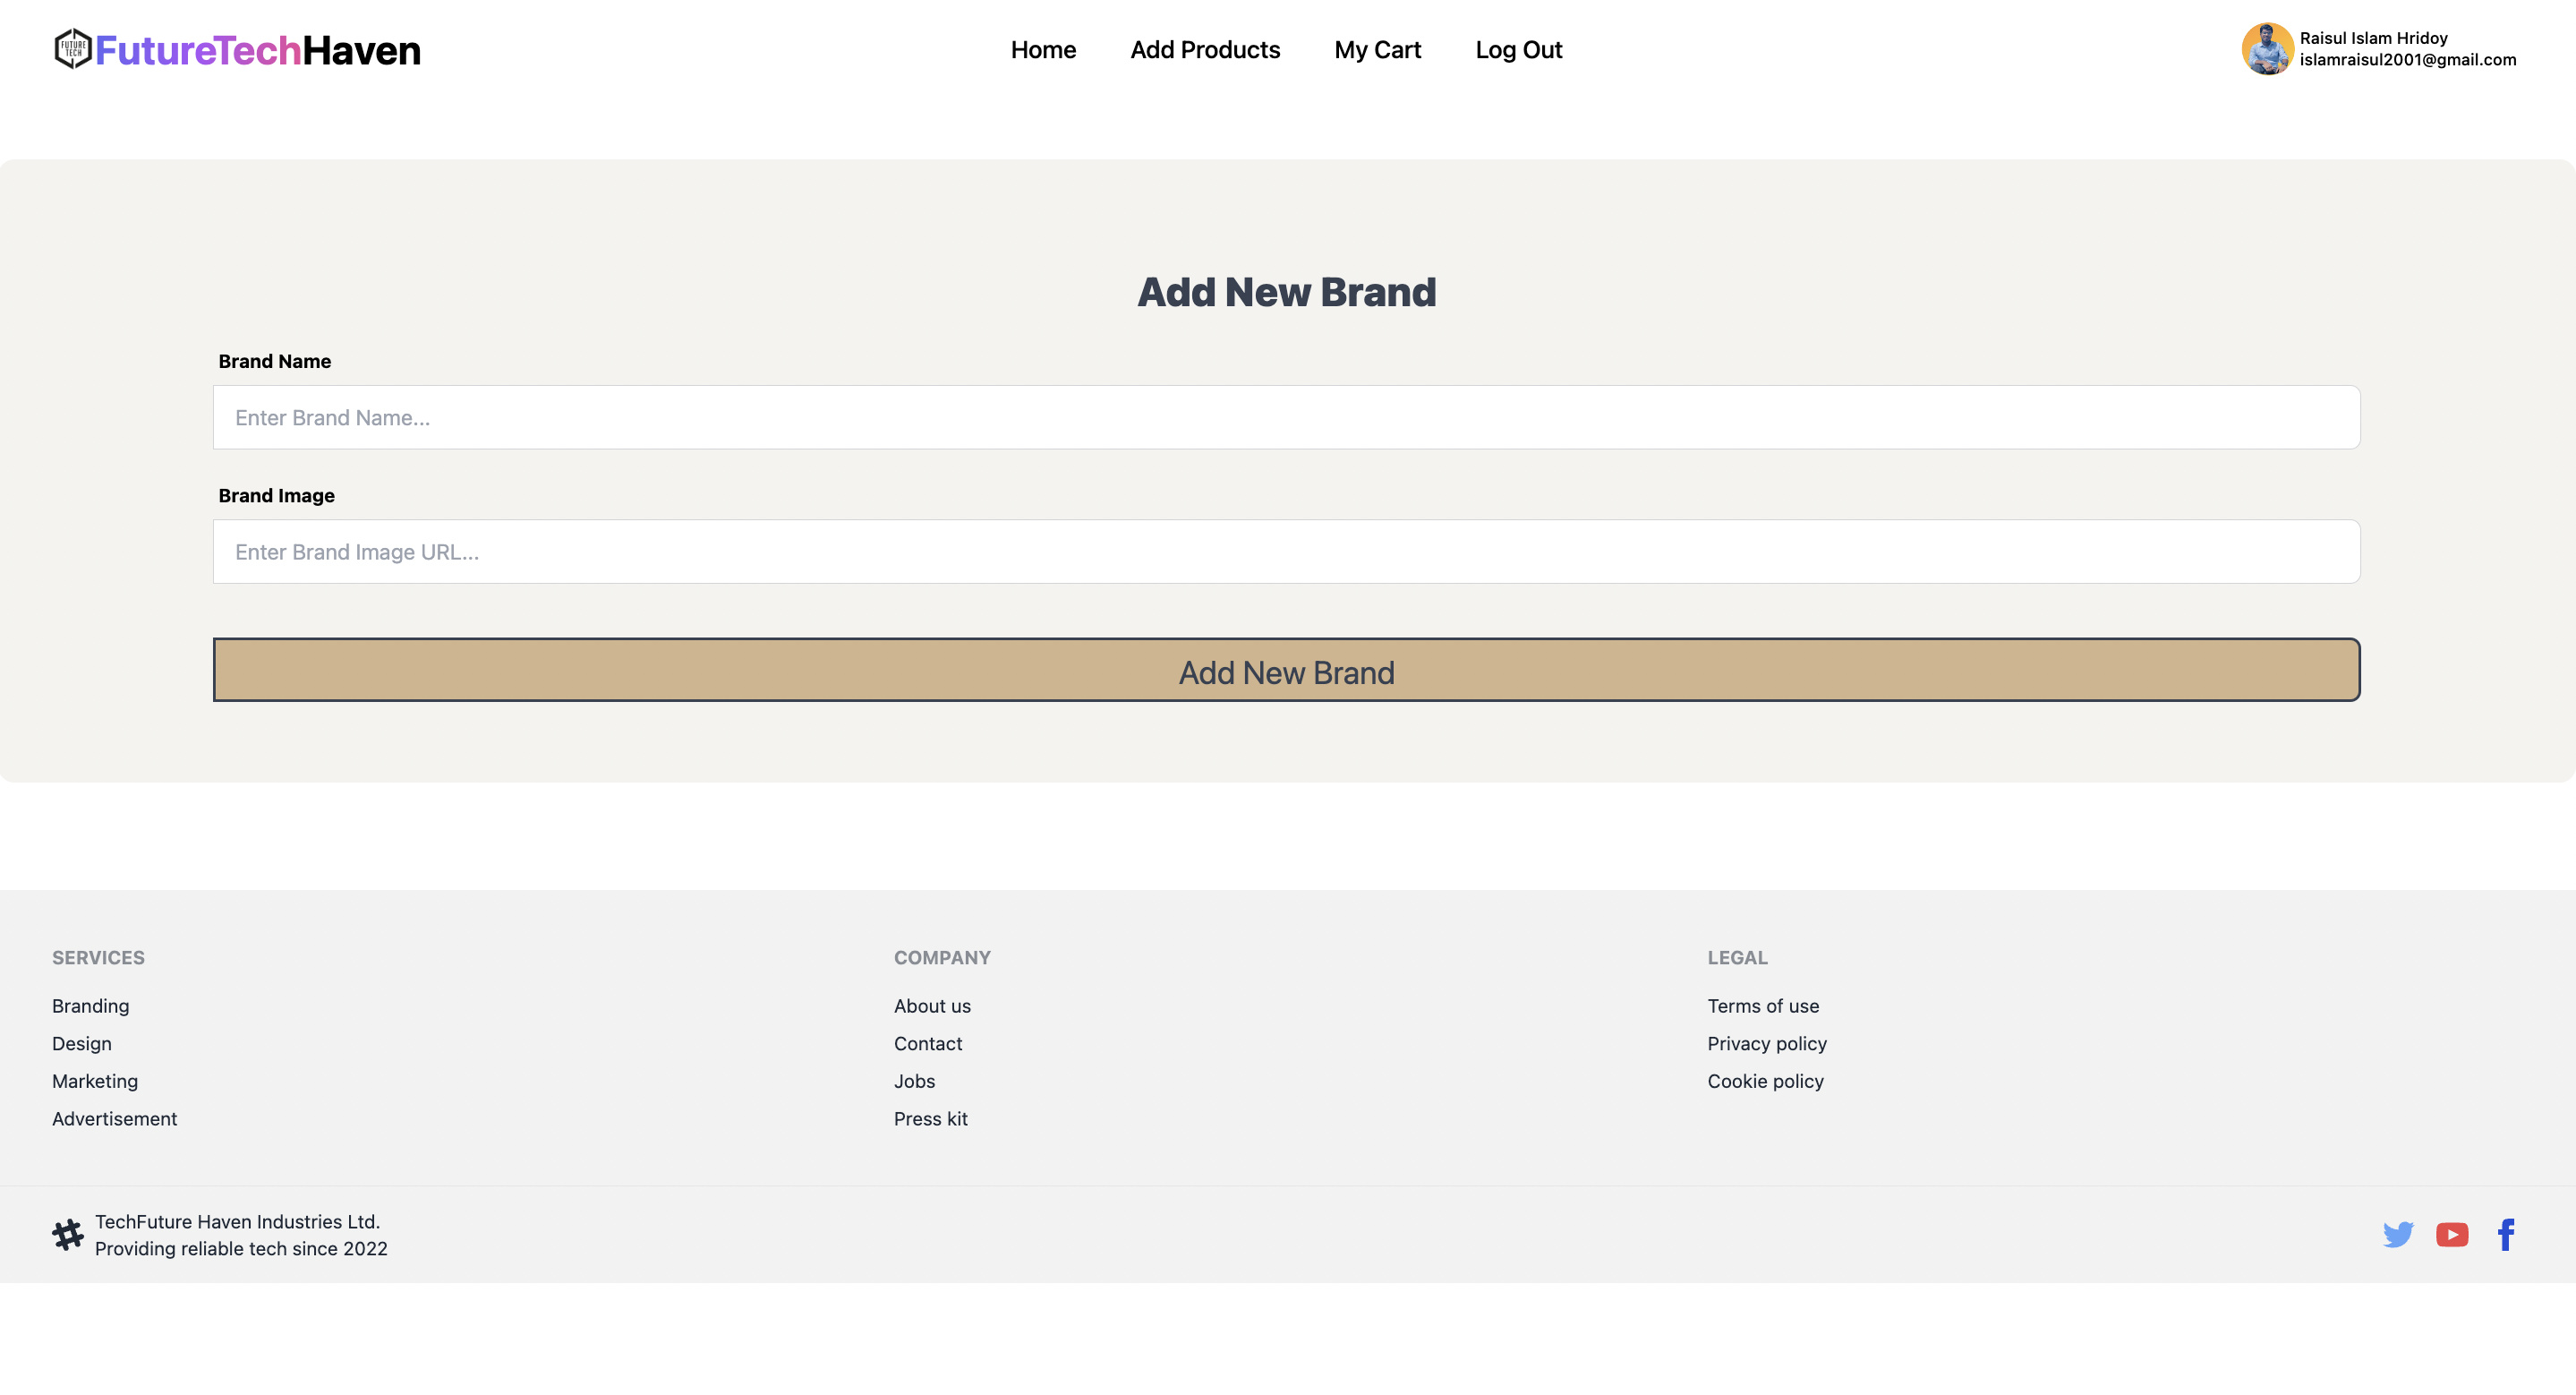 FUTURE
TECH
FutureTechHaven
Home
Add Products
My Cart
Log Out
Raisul Islam Hridoy
islamraisul2001@gmail.com
Add New Brand
Brand Name
Enter Brand Name...
Brand Image
Enter Brand Image URL...
Add New Brand
SERVICES
Branding
Design
Marketing
Advertisement
COMPANY
About us
Contact
Jobs
Press kit
LEGAL
Terms of use
Privacy policy
Cookie policy
TechFuture Haven Industries Ltd.
Providing reliable tech since 2022